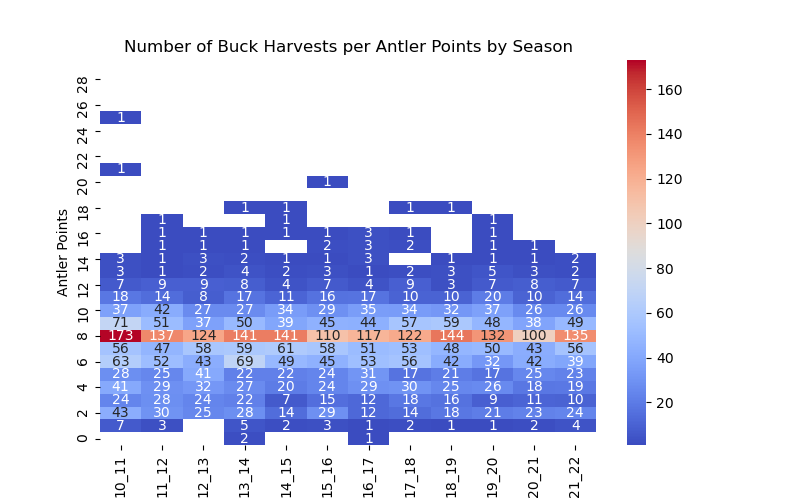 Number of Buck Harvests per Antler Points by Season
28
26
1
24
22
1
20 1
18 1 1 1 1
1 1 1
16 1 1 1 1 1 3 1 1
1 1 1 2 3 2 1 1
14 3 1 3 2 1 1 3 1 1 1 2
3 1 2 4 2 3 1 2 3 5 3 2
12 7 9 9 8 4 7 4 9 3 7 8 7
18 14 8 17 11 16 17 10 10 20 10 14
10 37 42 27 27 34 29 35 34 32 37 26 26
71 51 37 50 39 45 44 57 59 48 38 49
8 173 137 124 141 141 110 117 122 144 132 100 135
56 47 58 59 61 58 51 53 48 50 43 56
6 63 52 43 69 49 45 53 56 42 32 42 39
28 25 41 22 22 24 31 17 21 17 25 23
4 41 29 32 27 20 24 29 30 25 26 18 19
24 28 24 22 7 15 12 18 16 9 11 10
2 43 30 25 28 14 29 12 14 18 21 23 24
7 3 5 2 3 1 2 1 1 2 4
0 2 1
10_11 11_12 12_13 13_14 14_15 15_16 16_17 17_18 18_19 19_20 20_21 21_22
Antler Points
160
140
120
100
80
60
40
20